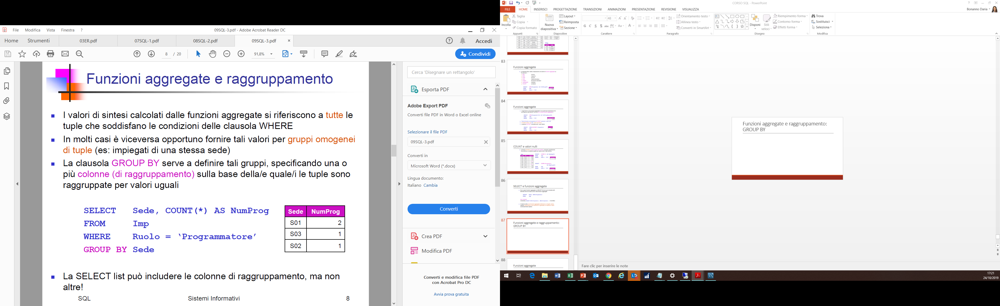 09SQL-3.pdf - Adobe Acrobat Reader DC
File Modifica Vista Finestra ?
Home Strumenti 03ER.pdf 07SQL-1.pdf 08SQL-2.pdf 09SQL-3.pdf × Accedi
8 / 20 91,8% Condividi
Funzioni aggregate e raggruppamento
I valori di sintesi calcolati dalle funzioni aggregate si riferiscono a tutte le
tuple che soddisfano le condizioni delle clausola WHERE
In molti casi è viceversa opportuno fornire tali valori per gruppi omogenei
di tuple (es: impiegati di una stessa sede)
La clausola GROUP BY serve a definire tali gruppi, specificando una o
più colonne (di raggruppamento) sulla base della/e quale/i le tuple sono
raggruppate per valori uguali
SELECT Sede, COUNT(*) AS NumProg
FROM Imp
WHERE Ruolo = ‘Programmatore’
GROUP BY Sede
Sede NumProg
S01 2
S03 1
S02 1
La SELECT list può includere le colonne di raggruppamento, ma non
altre!
SQL Sistemi Informativi 8
Cerca 'Disegnare un rettangolo'
Esporta PDF
Adobe Export PDF
Converti file PDF in Word o Excel online
Selezionare il file PDF
09SQL-3.pdf
Converti in
Microsoft Word (*.docx)
Lingua documento:
Italiano Cambia
Converti
Crea PDF
Modifica PDF
Converti e modifica file PDF
con Acrobat Pro DC
Avvia prova gratuita
CORSO SQL - PowerPoint
FILE HOME INSERISCI PROGETTAZIONE TRANSIZIONI ANIMAZIONI PRESENTAZIONE REVISIONE VISUALIZZA
Bonanno Daria
Incolla
Taglia
Copia
Copia formato
Appunti
Nuova
diapositiva
Layout
Reimposta
Sezione
Diapositive
48
G C S S abc AV Aa A
Carattere
Orientamento testo
Allinea testo
Converti in SmartArt
Paragrafo
Disponi
Stili
veloci
Riempimento forma
Contorno forma
Effetti forma
Disegno
Trova
Sostituisci
Seleziona
Modifica
83
Funzioni aggregate
84
Funzioni aggregate
85
COUNT e valori nulli
86
SELECT e funzioni aggregate
87
Funzioni aggregate e raggruppamento:
GROUP BY
88
Funzioni aggregate
Funzioni aggregate e raggruppamento:
GROUP BY
Fare clic per inserire le note
17:21
24/10/2019